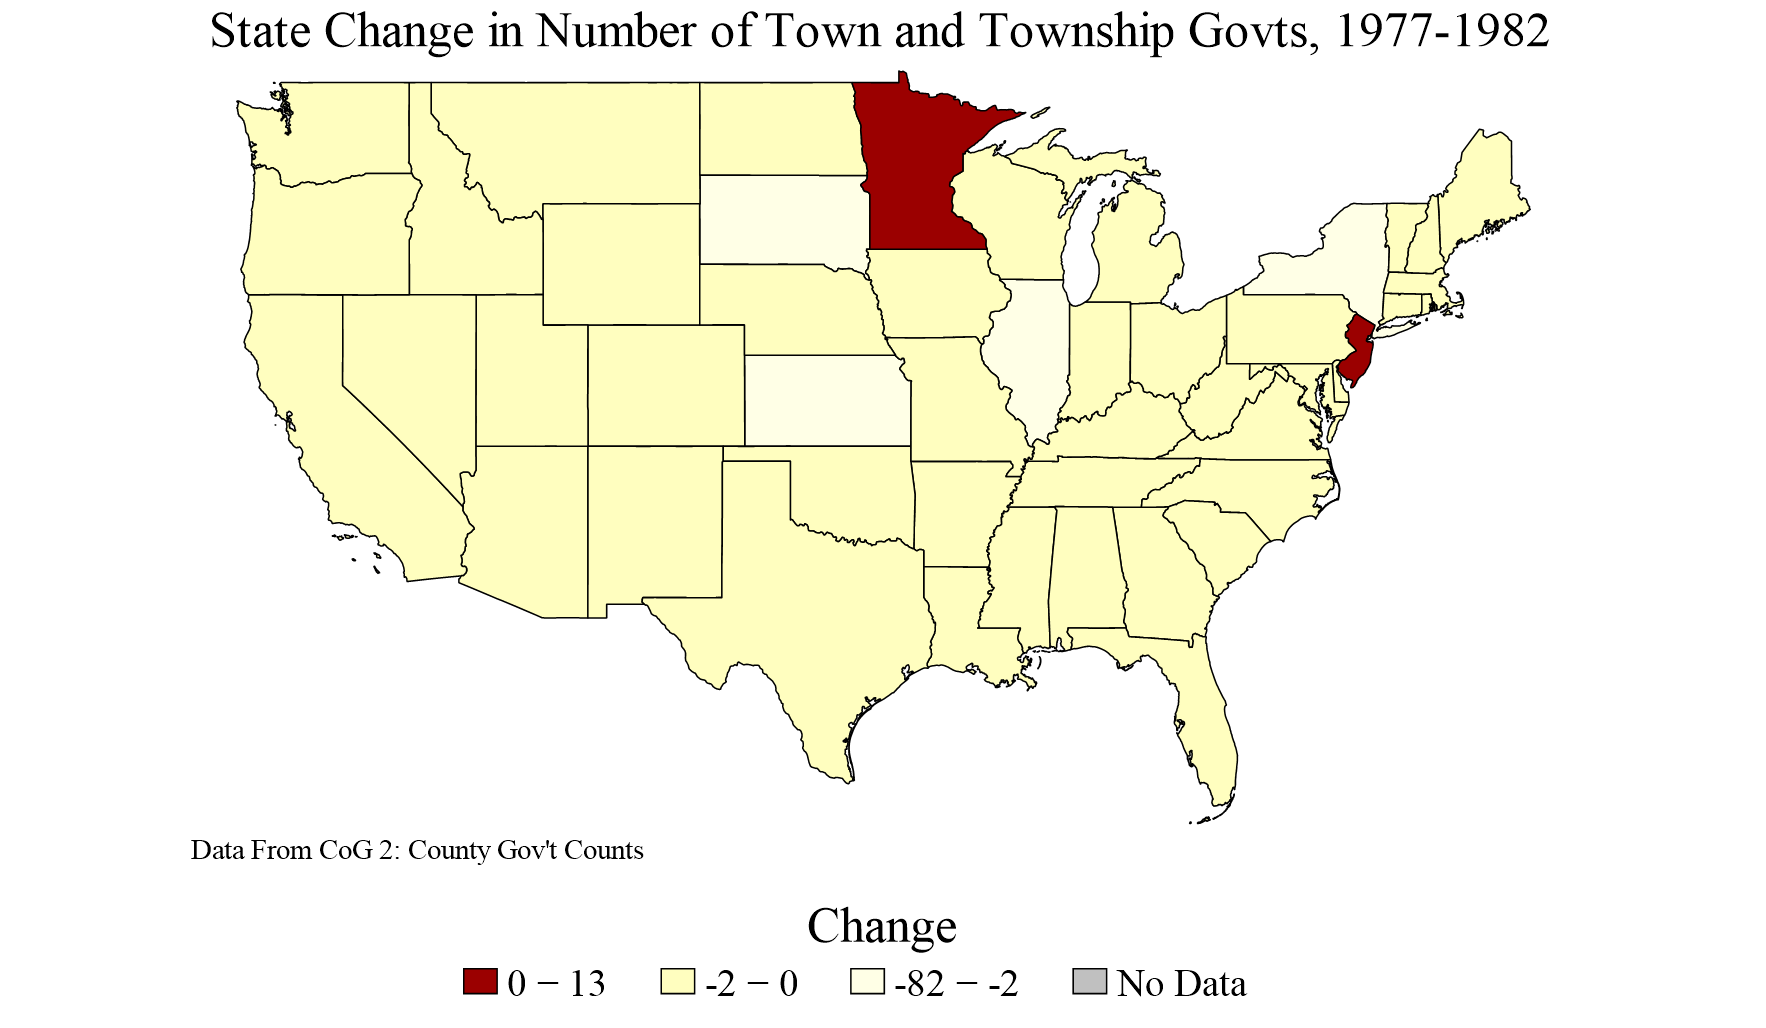 State Change in Number of Town and Township Govts, 1977-1982
Data From CoG 2: County Gov't Counts
Change
0 – 13 -2 – 0 -82 – -2 No Data